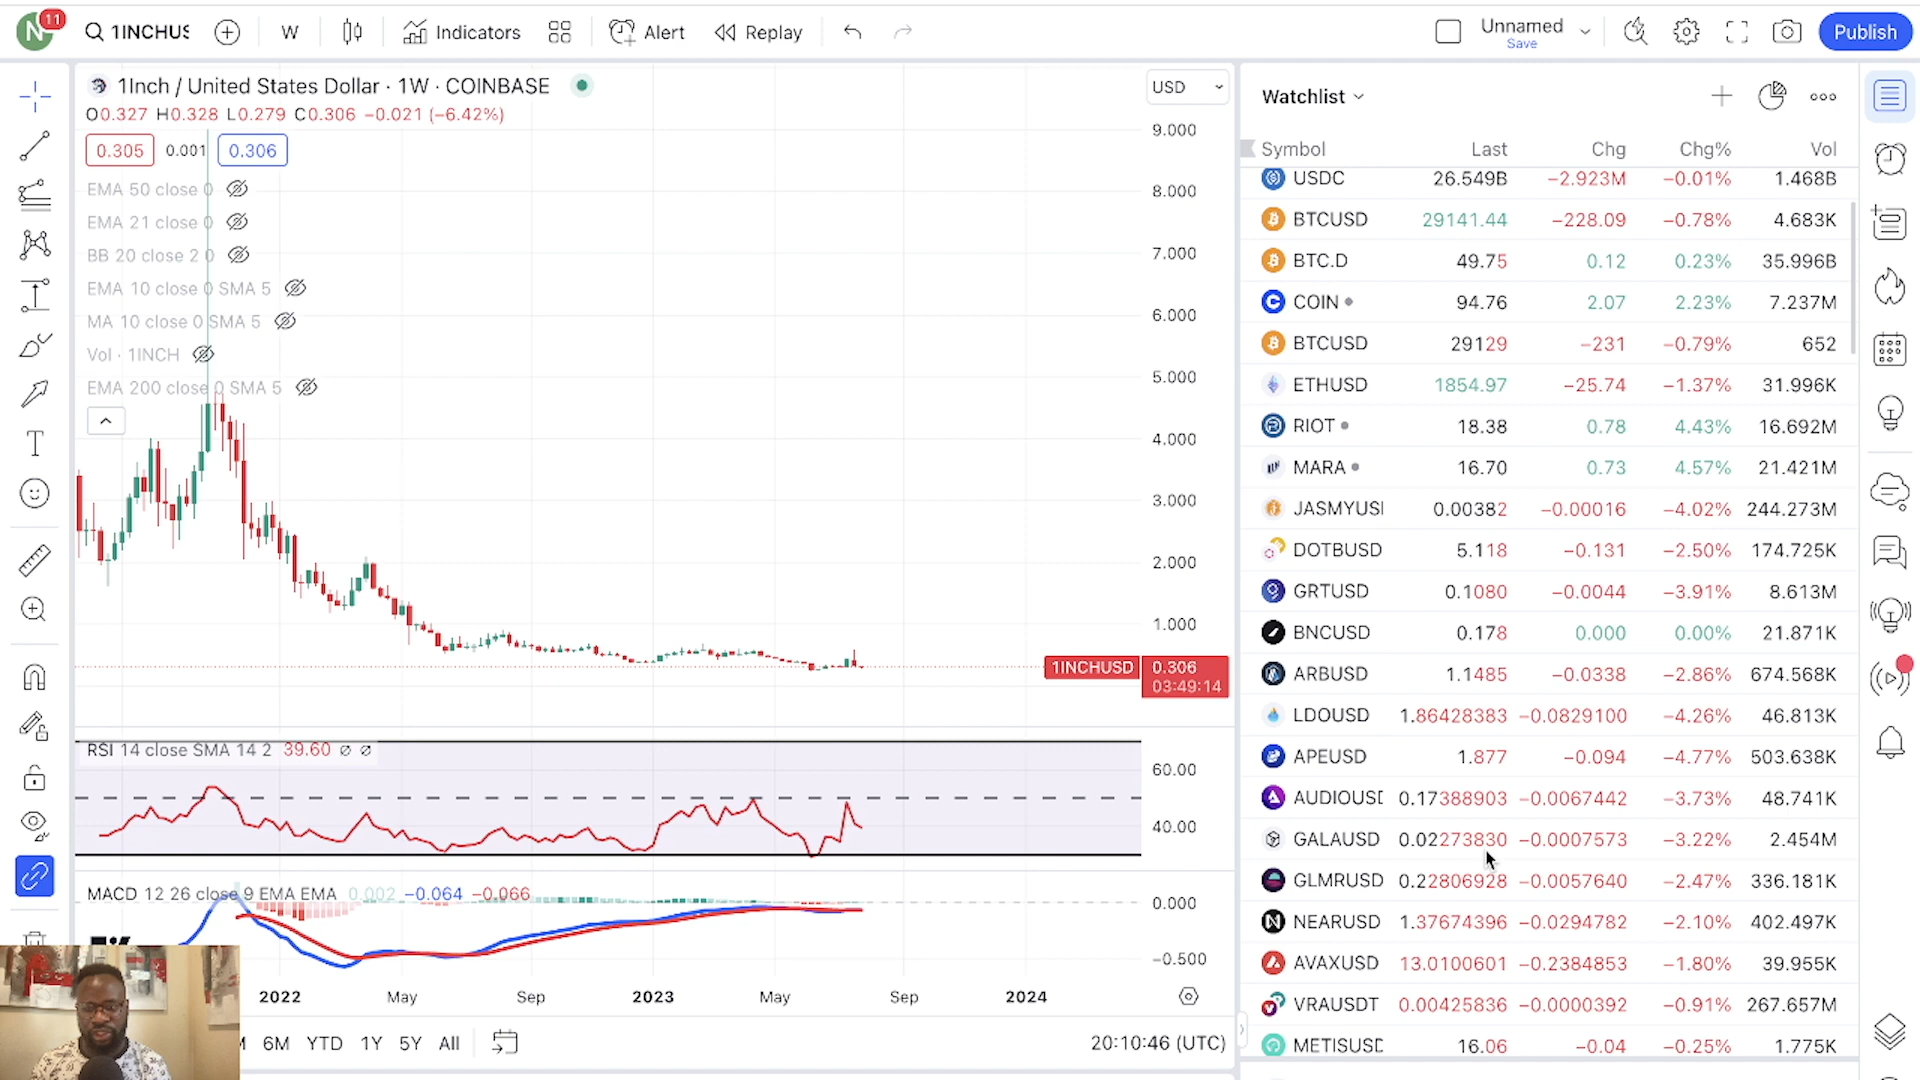 N 11 1INCHUS W Indicators Alert Replay Unnamed Save Publish
1Inch / United States Dollar · 1W · COINBASE USD
O0.327 H0.328 L0.279 C0.306 −0.021 (−6.42%)
0.305 0.001 0.306
EMA 50 close 0
EMA 21 close 0
BB 20 close 2 0
EMA 10 close 0 SMA 5
MA 10 close 0 SMA 5
Vol · 1INCH
EMA 200 close 0 SMA 5
9.000
8.000
7.000
6.000
5.000
4.000
3.000
2.000
1.000
1INCHUSD 0.306
03:49:14
RSI 14 close SMA 14 2 39.60 ∅ ∅
60.00
40.00
MACD 12 26 close 9 EMA EMA 0.002 −0.064 −0.066
0.000
−0.500
2022 May Sep 2023 May Sep 2024
6M YTD 1Y 5Y All 20:10:46 (UTC)
Watchlist
Symbol Last Chg Chg% Vol
USDC 26.549B −2.923M −0.01% 1.468B
BTCUSD 29141.44 −228.09 −0.78% 4.683K
BTC.D 49.75 0.12 0.23% 35.996B
COIN 94.76 2.07 2.23% 7.237M
BTCUSD 29129 −231 −0.79% 652
ETHUSD 1854.97 −25.74 −1.37% 31.996K
RIOT 18.38 0.78 4.43% 16.692M
MARA 16.70 0.73 4.57% 21.421M
JASMYUSI 0.00382 −0.00016 −4.02% 244.273M
DOTBUSD 5.118 −0.131 −2.50% 174.725K
GRTUSD 0.1080 −0.0044 −3.91% 8.613M
BNCUSD 0.178 0.000 0.00% 21.871K
ARBUSD 1.1485 −0.0338 −2.86% 674.568K
LDOUSD 1.86428383 −0.0829100 −4.26% 46.813K
APEUSD 1.877 −0.094 −4.77% 503.638K
AUDIOUSD 0.17388903 −0.0067442 −3.73% 48.741K
GALAUSD 0.02273830 −0.0007573 −3.22% 2.454M
GLMRUSD 0.22806928 −0.0057640 −2.47% 336.181K
NEARUSD 1.37674396 −0.0294782 −2.10% 402.497K
AVAXUSD 13.0100601 −0.2384853 −1.80% 39.955K
VRAUSDT 0.00425836 −0.0000392 −0.91% 267.657M
METISUSD 16.06 −0.04 −0.25% 1.775K